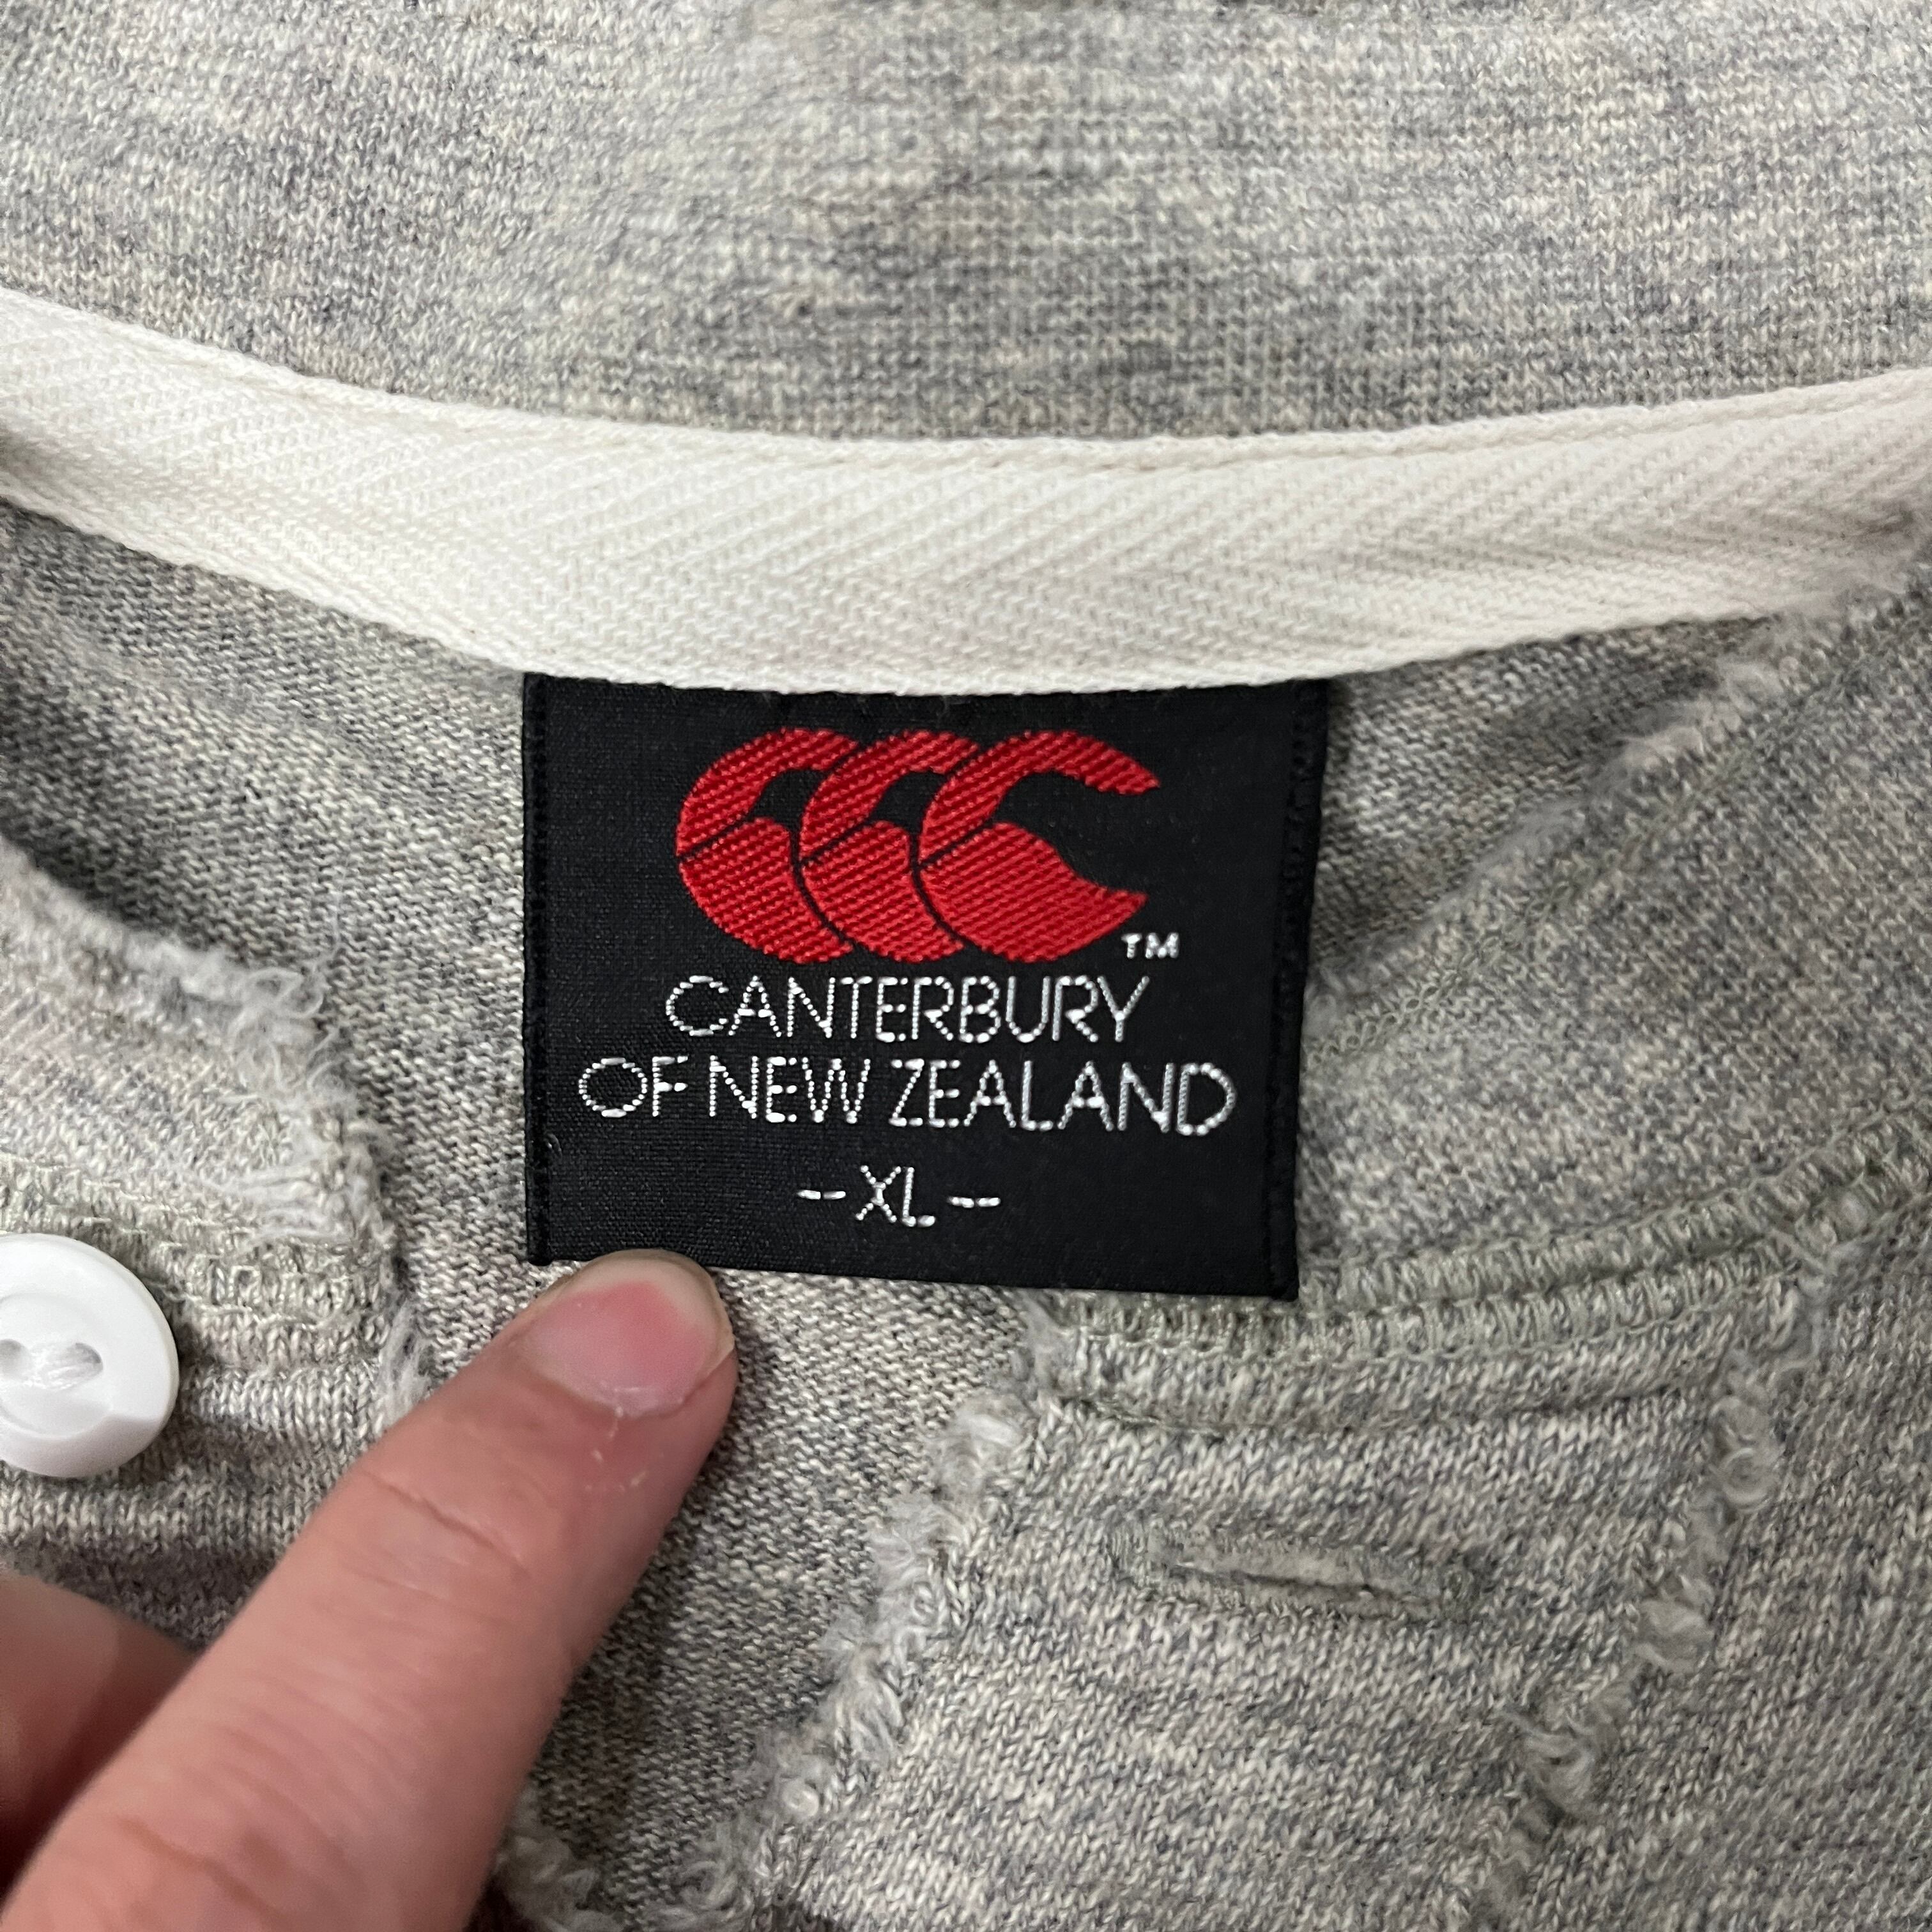 ™
CANTERBURY
OF NEW ZEALAND
-- XL --